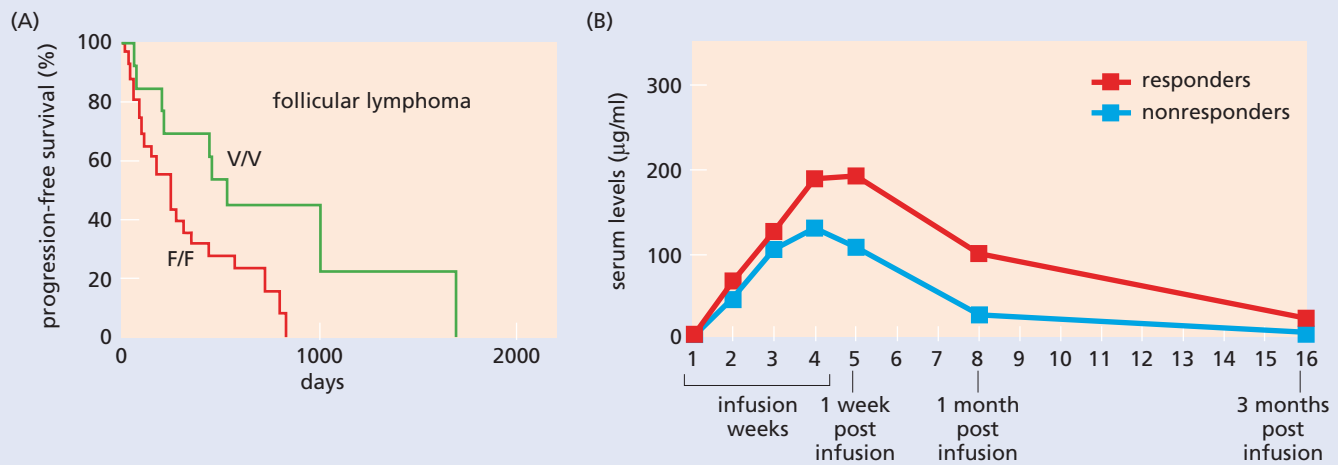 (A)
progression-free survival (%)
100
80
60
40
20
0
follicular lymphoma
V/V
F/F
0 1000 2000
days
(B)
serum levels (µg/ml)
300
200
100
0
responders
nonresponders
1 2 3 4 5 6 7 8 9 10 11 12 13 14 15 16
infusion
weeks
1 week
post
infusion
1 month
post
infusion
3 months
post
infusion